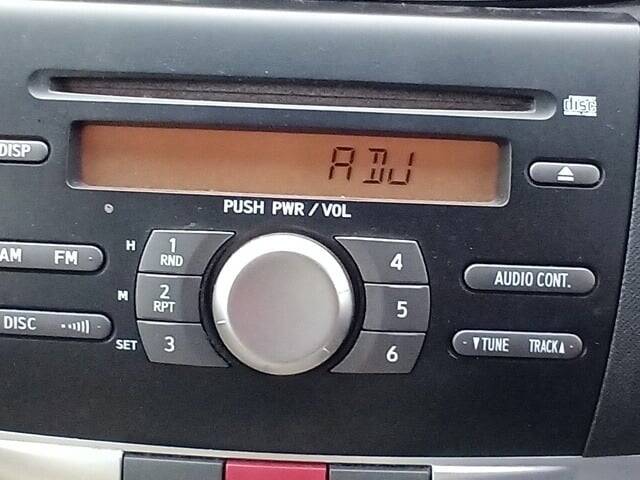 disc
DISP
ADJ
PUSH PWR/VOL
AM FM
H 1 RND
4
M 2 RPT
5
AUDIO CONT.
DISC
SET 3
6
▼TUNE TRACK▲